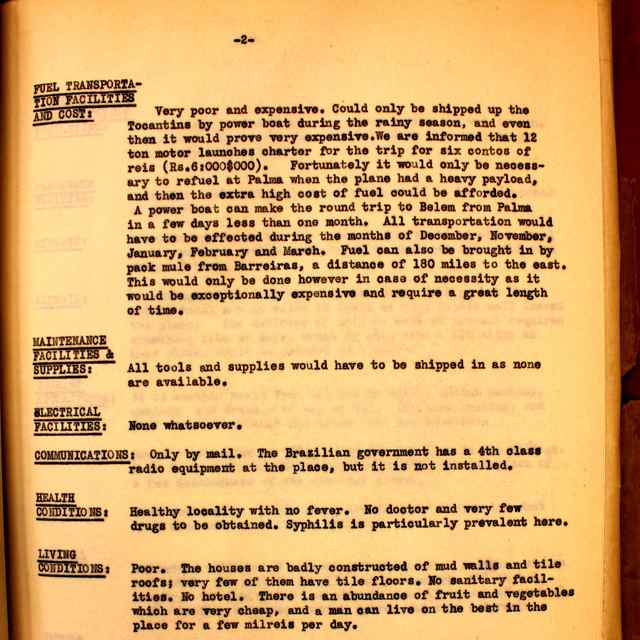 -2-
FUEL TRANSPORTA-
TION FACILITIES
AND COST:
Very poor and expensive. Could only be shipped up the
Tocantins by power boat during the rainy season, and even
then it would prove very expensive.We are informed that 12
ton motor launches charter for the trip for six contos of
reis (Rs.6:000$000). Fortunately it would only be necess-
ary to refuel at Palma when the plane had a heavy payload,
and then the extra high cost of fuel could be afforded.
A power boat can make the round trip to Belem from Palma
in a few days less than one month. All transportation would
have to be effected during the months of December, November,
January, February and March. Fuel can also be brought in by
pack mule from Barreiras, a distance of 180 miles to the east.
This would only be done however in case of necessity as it
would be exceptionally expensive and require a great length
of time.
MAINTENANCE
FACILITIES &
SUPPLIES:
All tools and supplies would have to be shipped in as none
are available.
ELECTRICAL
FACILITIES: None whatsoever.
COMMUNICATIONS: Only by mail. The Brazilian government has a 4th class
radio equipment at the place, but it is not installed.
HEALTH
CONDITIONS: Healthy locality with no fever. No doctor and very few
drugs to be obtained. Syphilis is particularly prevalent here.
LIVING
CONDITIONS: Poor. The houses are badly constructed of mud walls and tile
roofs; very few of them have tile floors. No sanitary facil-
ities. No hotel. There is an abundance of fruit and vegetables
which are very cheap, and a man can live on the best in the
place for a few milreis per day.